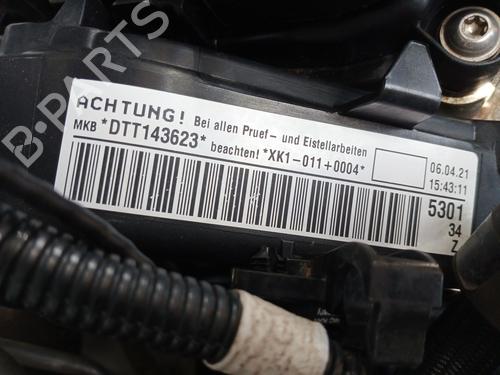 B-PARTS
ACHTUNG! Bei allen Pruef- und Eistellarbeiten
MKB *DTT143623* beachten! *XK1-011+0004*
06.04.21
15:43:11
5301
34
Z